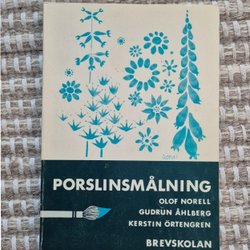 PORSLINSMÅLNING
OLOF NORELL
GUDRUN ÅHLBERG
KERSTIN ÖRTENGREN
BREVSKOLAN